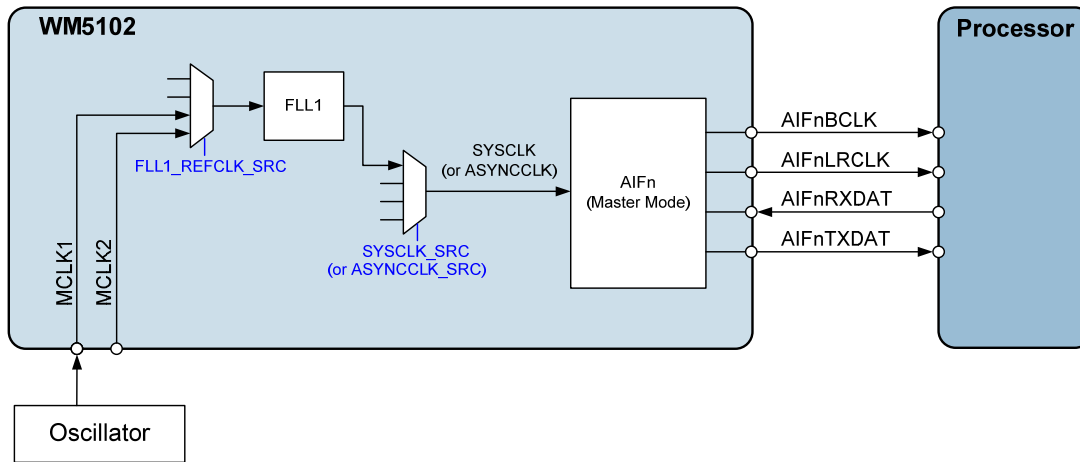 WM5102
Processor
FLL1
AIFnBCLK
SYSCLK
(or ASYNCCLK)
AIFnLRCLK
FLL1_REFCLK_SRC
AIFn
(Master Mode)
AIFnRXDAT
SYSCLK_SRC
(or ASYNCCLK_SRC)
AIFnTXDAT
MCLK1
MCLK2
Oscillator